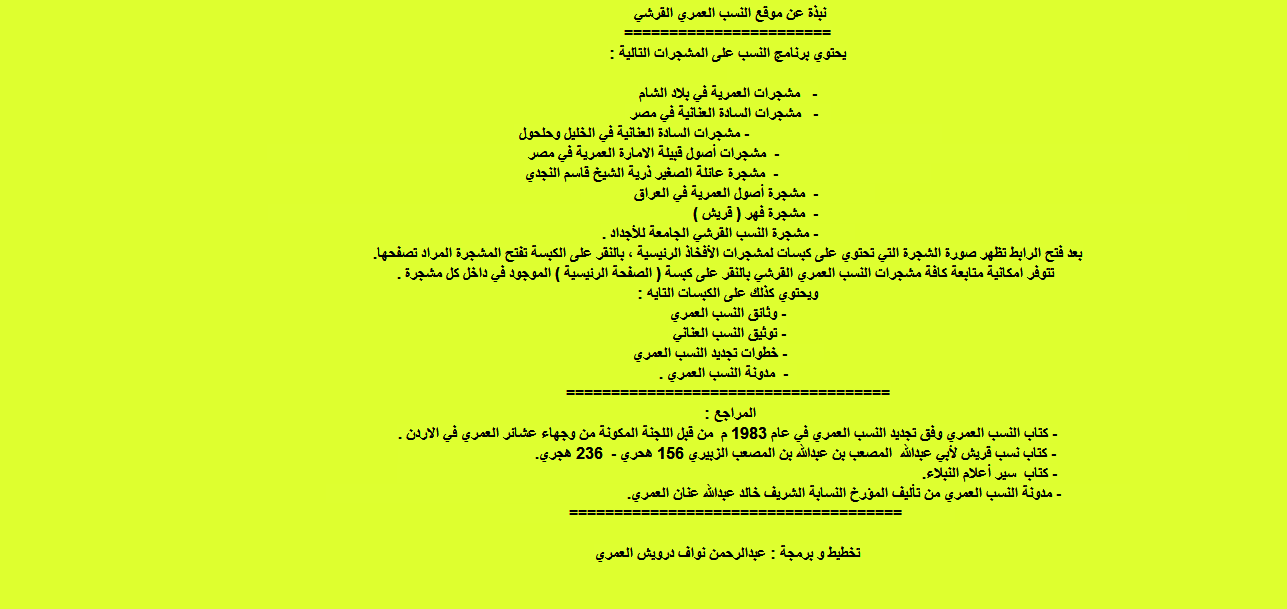 نبذة عن موقع النسب العمري القرشي
=======================
يحتوي برنامج النسب على المشجرات التالية :
- مشجرات العمرية في بلاد الشام
- مشجرات السادة العنانية في مصر
- مشجرات السادة العنانية في الخليل وحلحول
- مشجرات أصول قبيلة الامارة العمرية في مصر
- مشجرة عائلة الصغير ذرية الشيخ قاسم النجدي
- مشجرة أصول العمرية في العراق
- مشجرة فهر ( قريش )
- مشجرة النسب القرشي الجامعة للأجداد .
بعد فتح الرابط تظهر صورة الشجرة التي تحتوي على كبسات لمشجرات الأفخاذ الرئيسية ، بالنقر على الكبسة تفتح المشجرة المراد تصفحها.
تتوفر امكانية متابعة كافة مشجرات النسب العمري القرشي بالنقر على كبسة ( الصفحة الرئيسية ) الموجود في داخل كل مشجرة .
ويحتوي كذلك على الكبسات التايه :
- وثائق النسب العمري
- توثيق النسب العناني
- خطوات تجديد النسب العمري
- مدونة النسب العمري .
====================================
المراجع :
- كتاب النسب العمري وفق تجديد النسب العمري في عام 1983 م من قبل اللجنة المكونة من وجهاء عشائر العمري في الاردن .
- كتاب نسب قريش لأبي عبدالله المصعب بن عبدالله بن المصعب الزبيري 156 هحري - 236 هجري.
- كتاب سير أعلام النبلاء.
- مدونة النسب العمري من تأليف المؤرخ النسابة الشريف خالد عبدالله عنان العمري.
=====================================
تخطيط و برمجة : عبدالرحمن نواف درويش العمري